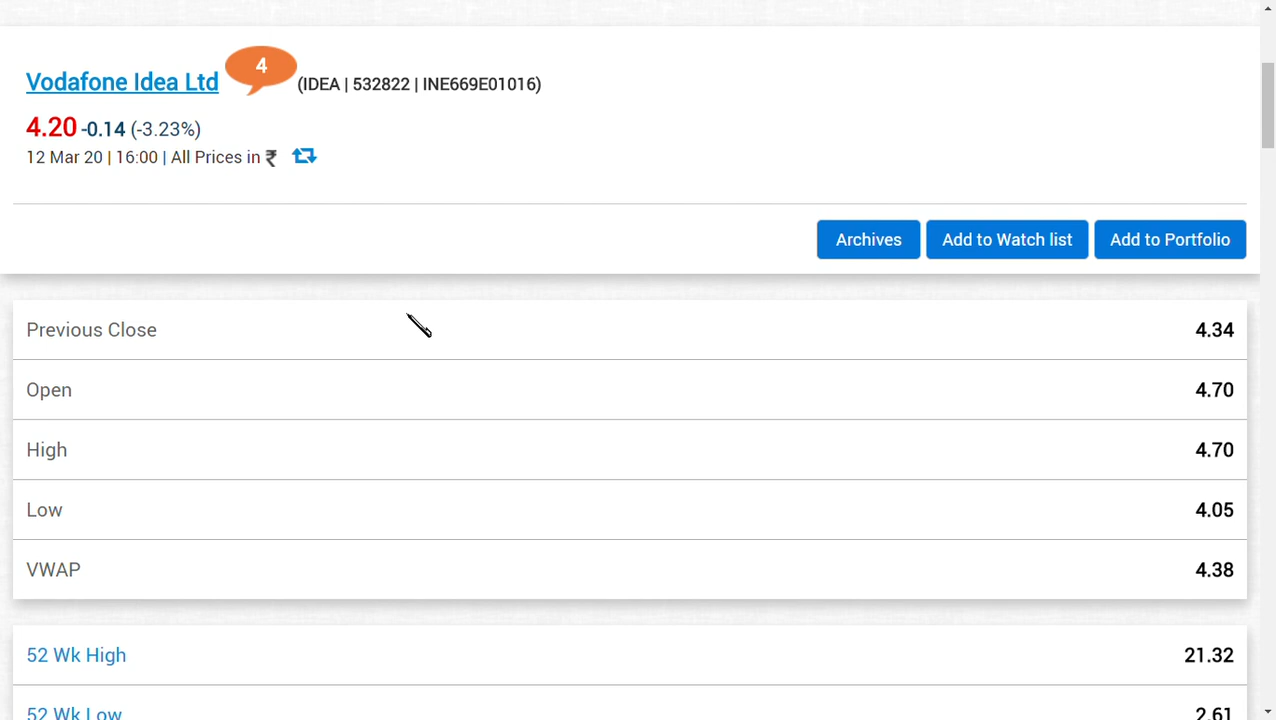 Vodafone Idea Ltd 4 (IDEA | 532822 | INE669E01016)
4.20 -0.14 (-3.23%)
12 Mar 20 | 16:00 | All Prices in ₹
Archives Add to Watch list Add to Portfolio
Previous Close 4.34
Open 4.70
High 4.70
Low 4.05
VWAP 4.38
52 Wk High 21.32
52 Wk Low 2.61